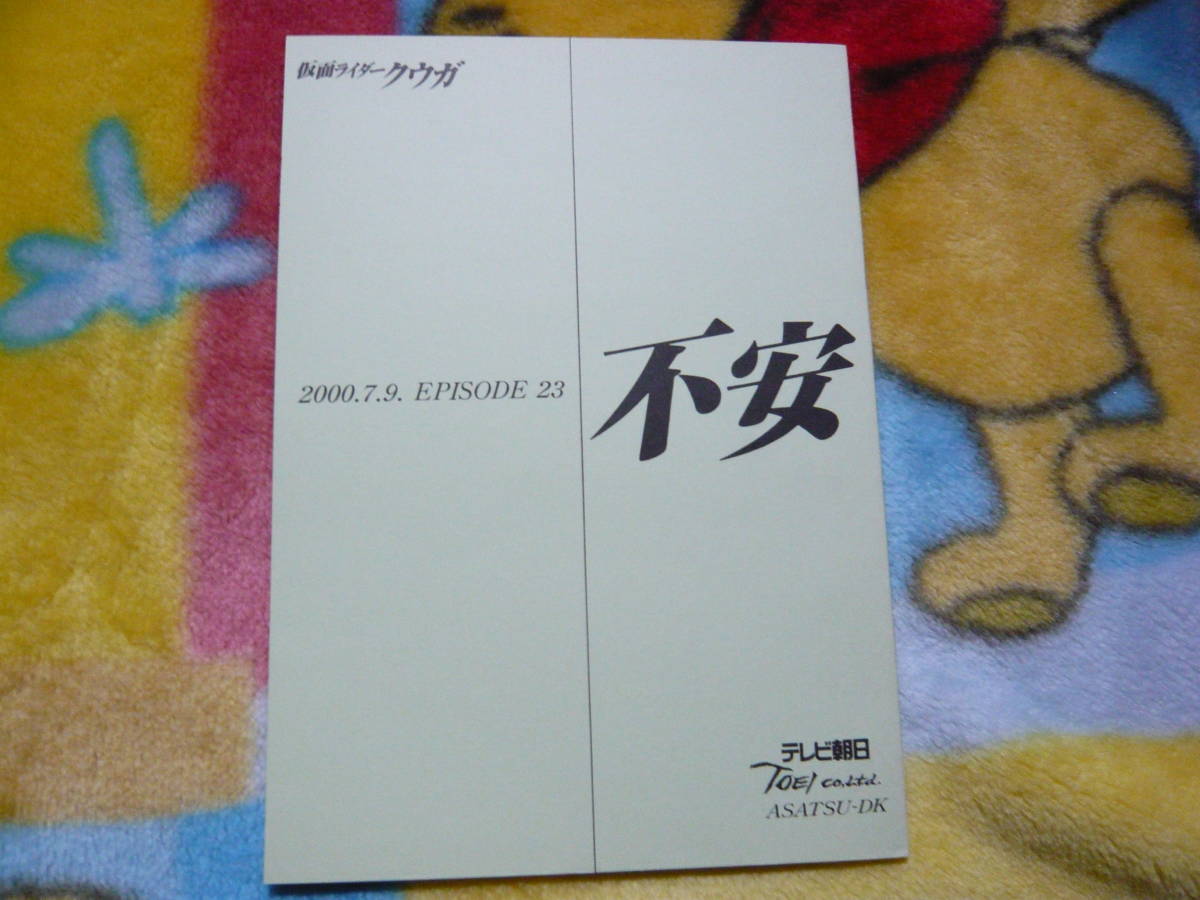 仮面ライダークウガ
2000.7.9. EPISODE 23
不安
テレビ朝日
TOEI CO.,Ltd.
ASATSU-DK